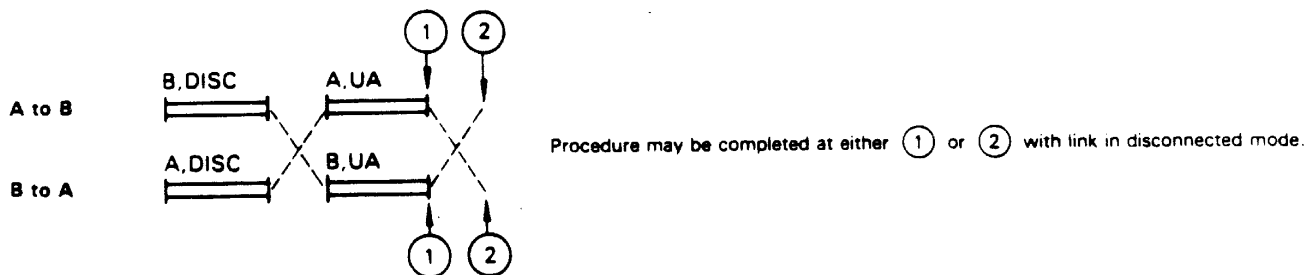 1 2
B,DISC A,UA
A to B
Procedure may be completed at either 1 or 2 with link in disconnected mode.
A,DISC B,UA
B to A
1 2